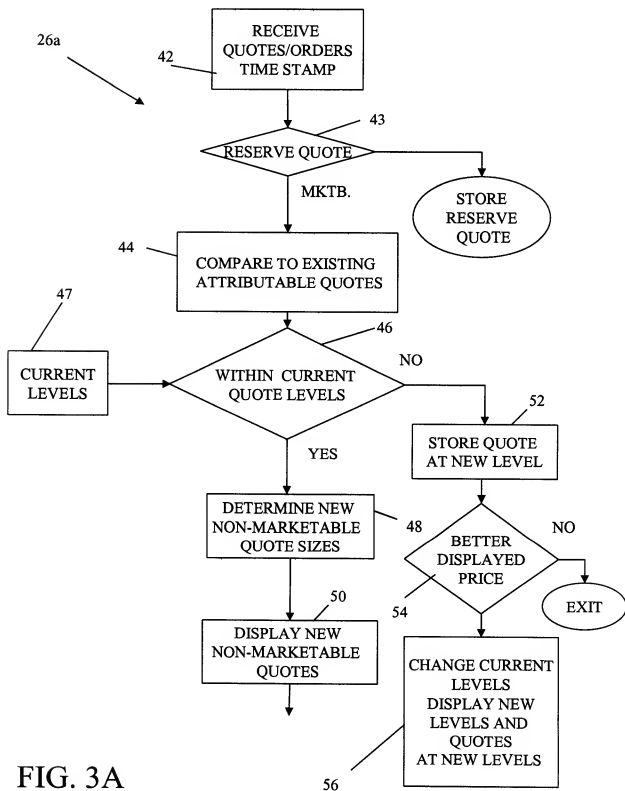 26a
42
RECEIVE
QUOTES/ORDERS
TIME STAMP
43
RESERVE QUOTE
MKTB.
STORE
RESERVE
QUOTE
44
COMPARE TO EXISTING
ATTRIBUTABLE QUOTES
47
CURRENT
LEVELS
46
WITHIN CURRENT
QUOTE LEVELS
NO
YES
52
STORE QUOTE
AT NEW LEVEL
DETERMINE NEW
NON-MARKETABLE
QUOTE SIZES
48
BETTER
DISPLAYED
PRICE
NO
54
EXIT
50
DISPLAY NEW
NON-MARKETABLE
QUOTES
CHANGE CURRENT
LEVELS
DISPLAY NEW
LEVELS AND
QUOTES
AT NEW LEVELS
56
FIG. 3A